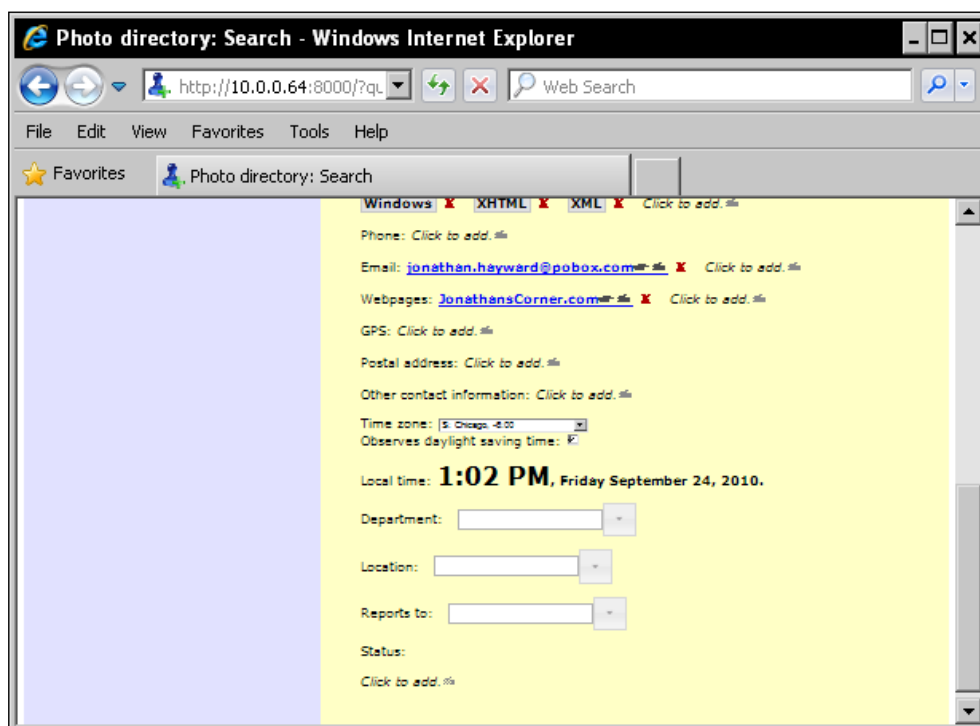 Photo directory: Search - Windows Internet Explorer
http://10.0.0.64:8000/?qu
Web Search
File Edit View Favorites Tools Help
Favorites Photo directory: Search
Windows XHTML XML Click to add.
Phone: Click to add.
Email: jonathan.hayward@pobox.com Click to add.
Webpages: JonathansCorner.com Click to add.
GPS: Click to add.
Postal address: Click to add.
Other contact information: Click to add.
Time zone: S. Chicago, -6.00
Observes daylight saving time:
Local time: 1:02 PM, Friday September 24, 2010.
Department:
Location:
Reports to:
Status:
Click to add.